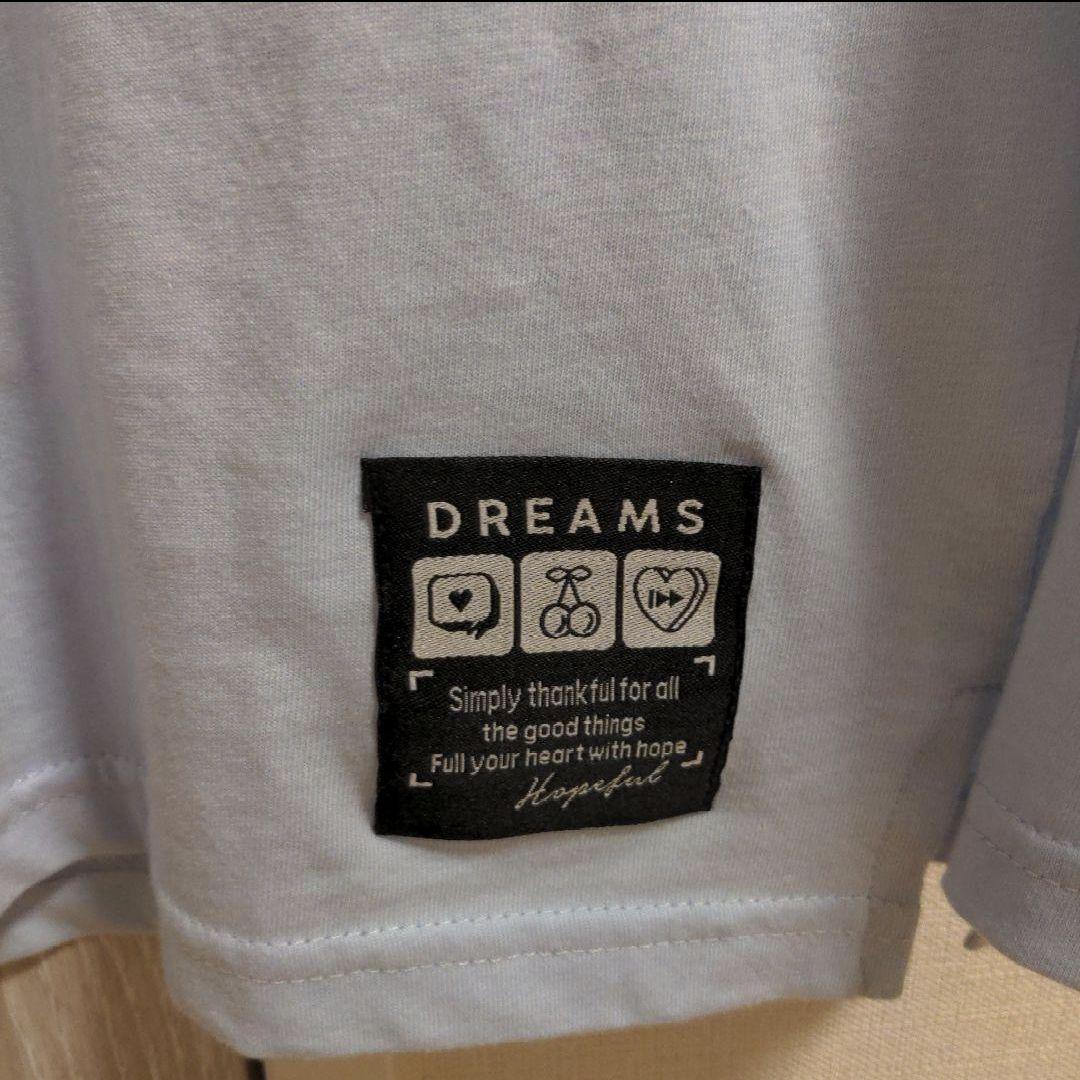 DREAMS
Simply thankful for all
the good things
Full your heart with hope
Hopeful